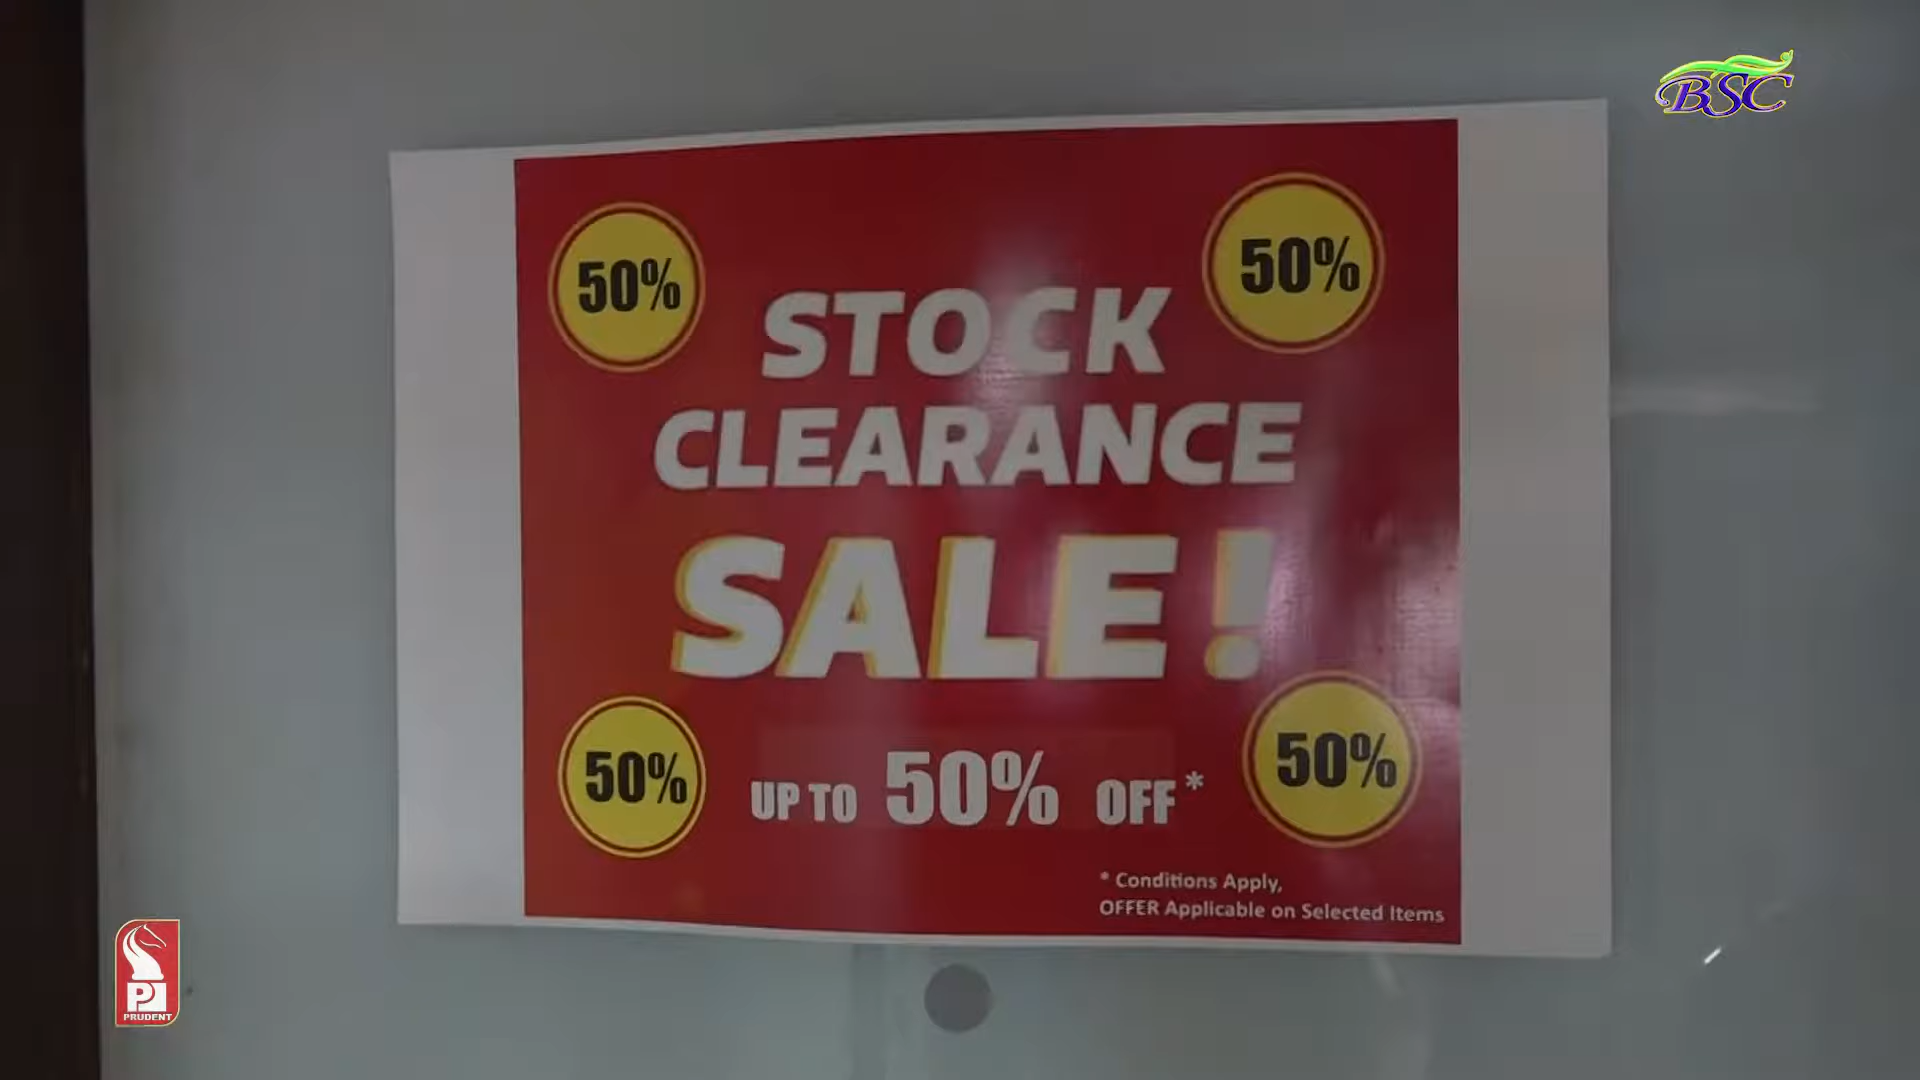 BSC
50%
50%
STOCK
CLEARANCE
SALE!
50%
UP TO 50% OFF*
50%
* Conditions Apply,
OFFER Applicable on Selected Items
P
PRUDENT